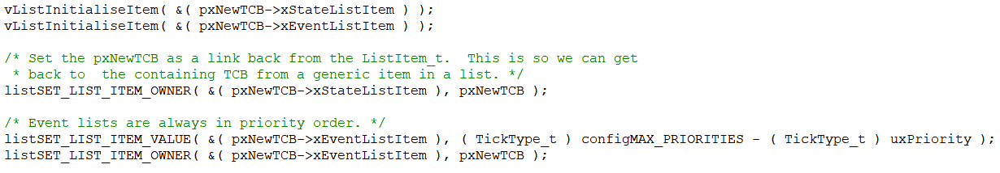 vListInitialiseItem( &( pxNewTCB->xStateListItem ) );
vListInitialiseItem( &( pxNewTCB->xEventListItem ) );
/* Set the pxNewTCB as a link back from the ListItem_t.  This is so we can get
 * back to  the containing TCB from a generic item in a list. */
listSET_LIST_ITEM_OWNER( &( pxNewTCB->xStateListItem ), pxNewTCB );
/* Event lists are always in priority order. */
listSET_LIST_ITEM_VALUE( &( pxNewTCB->xEventListItem ), ( TickType_t ) configMAX_PRIORITIES - ( TickType_t ) uxPriority );
listSET_LIST_ITEM_OWNER( &( pxNewTCB->xEventListItem ), pxNewTCB );